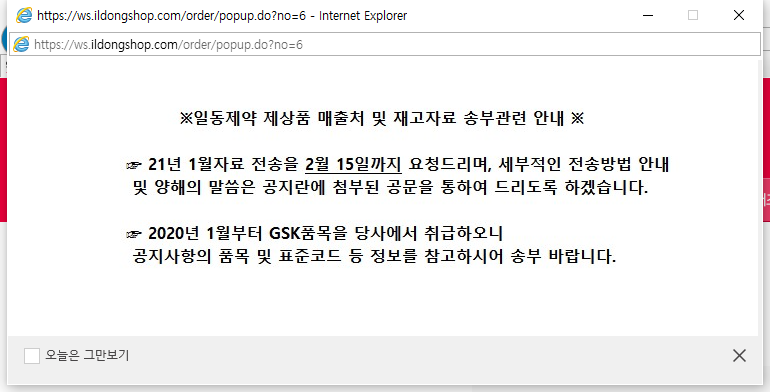 https://ws.ildongshop.com/order/popup.do?no=6 - Internet Explorer
https://ws.ildongshop.com/order/popup.do?no=6
※일동제약 제상품 매출처 및 재고자료 송부관련 안내 ※
☞ 21년 1월자료 전송을 2월 15일까지 요청드리며, 세부적인 전송방법 안내
및 양해의 말씀은 공지란에 첨부된 공문을 통하여 드리도록 하겠습니다.
☞ 2020년 1월부터 GSK품목을 당사에서 취급하오니
공지사항의 품목 및 표준코드 등 정보를 참고하시어 송부 바랍니다.
오늘은 그만보기